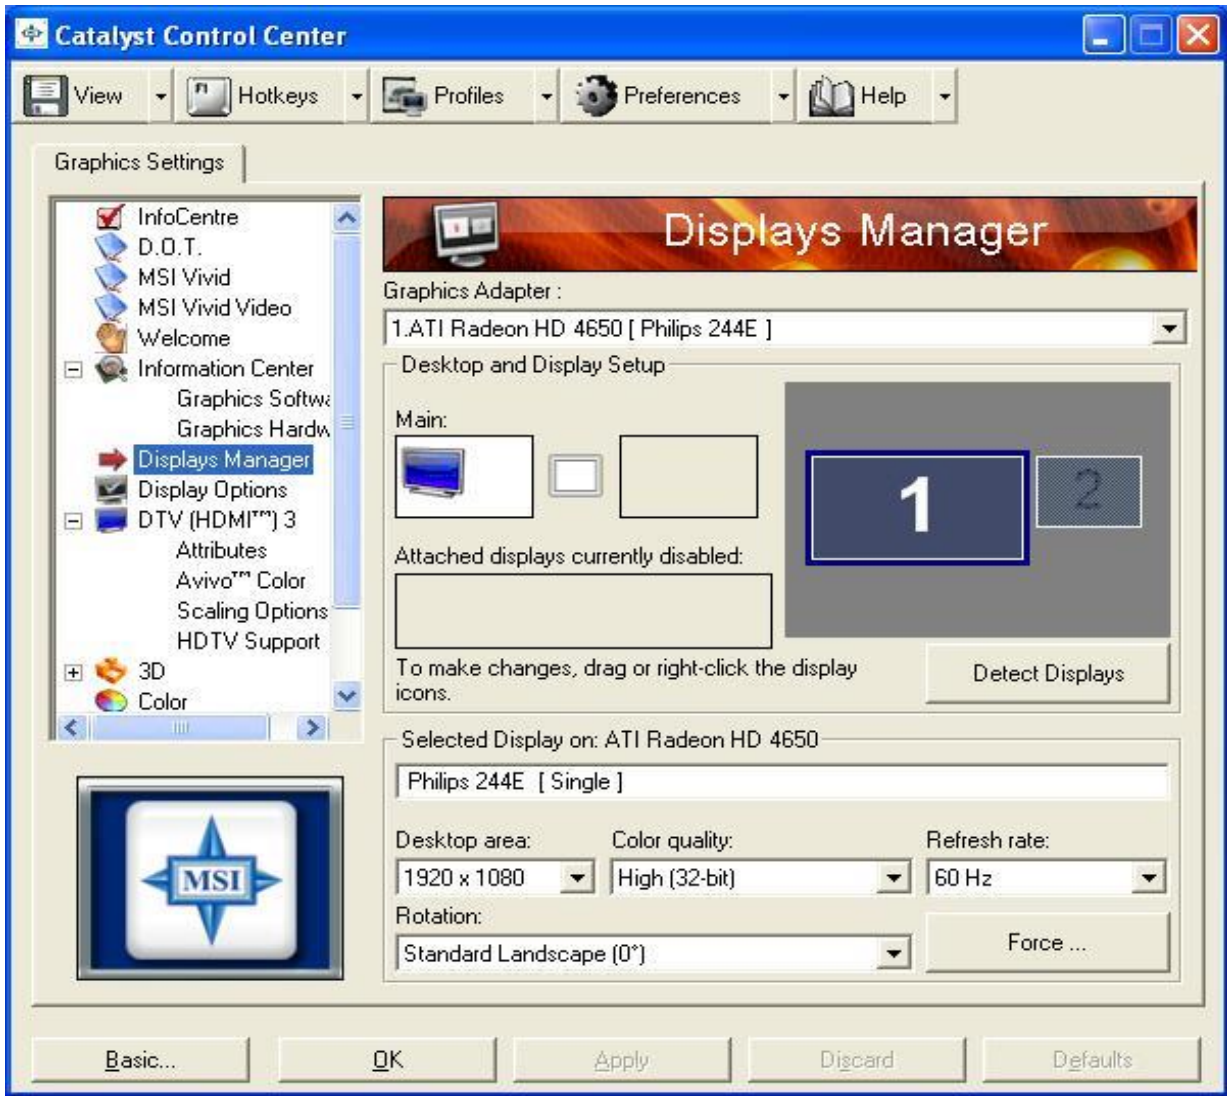 Catalyst Control Center
View Hotkeys Profiles Preferences Help
Graphics Settings
InfoCentre
D.O.T.
MSI Vivid
MSI Vivid Video
Welcome
Information Center
Graphics Softwa
Graphics Hardw
Displays Manager
Display Options
DTV (HDMI™) 3
Attributes
Avivo™ Color
Scaling Options
HDTV Support
3D
Color
MSI
Displays Manager
Graphics Adapter :
1.ATI Radeon HD 4650 [ Philips 244E ]
Desktop and Display Setup
Main:
1 2
Attached displays currently disabled:
To make changes, drag or right-click the display
icons.
Detect Displays
Selected Display on: ATI Radeon HD 4650
Philips 244E [ Single ]
Desktop area: Color quality: Refresh rate:
1920 x 1080 High (32-bit) 60 Hz
Rotation:
Standard Landscape (0°)
Force ...
Basic... OK Apply Discard Defaults